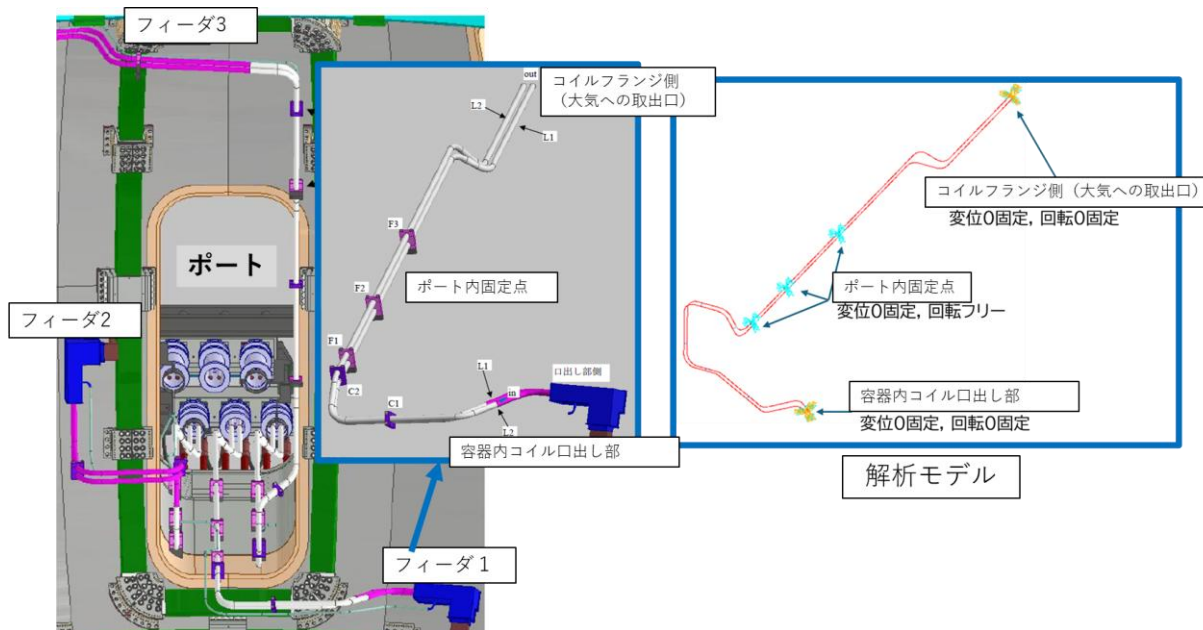 フィーダ3
ポート
フィーダ2
out
コイルフランジ側
（大気への取出口）
L2
L1
F3
ポート内固定点
F2
F1
C2
C1
L1
in
L2
口出し部側
容器内コイル口出し部
フィーダ１
コイルフランジ側（大気への取出口）
変位0固定, 回転0固定
ポート内固定点
変位0固定, 回転フリー
容器内コイル口出し部
変位0固定, 回転0固定
解析モデル